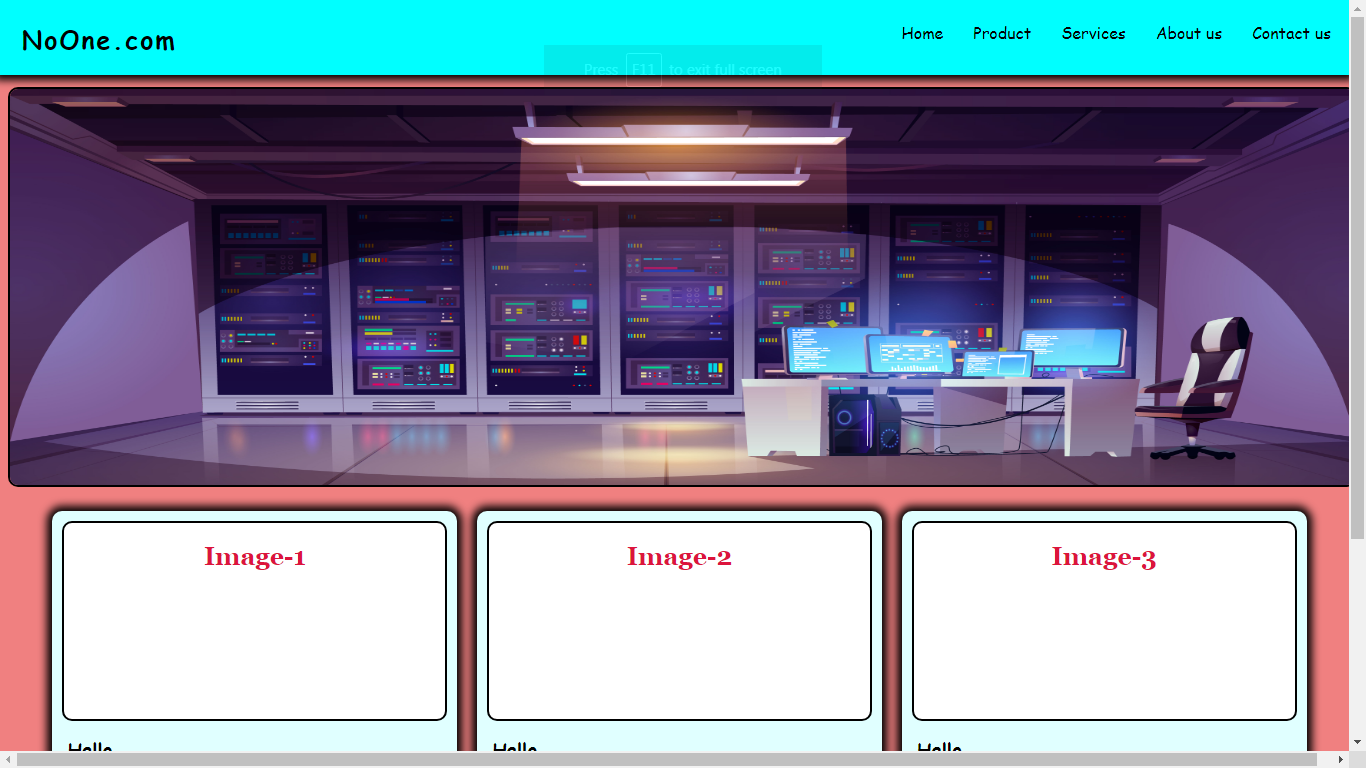 NoOne.com
Home Product Services About us Contact us
Press F11 to exit full screen
Image-1 Image-2 Image-3
Hello Hello Hello